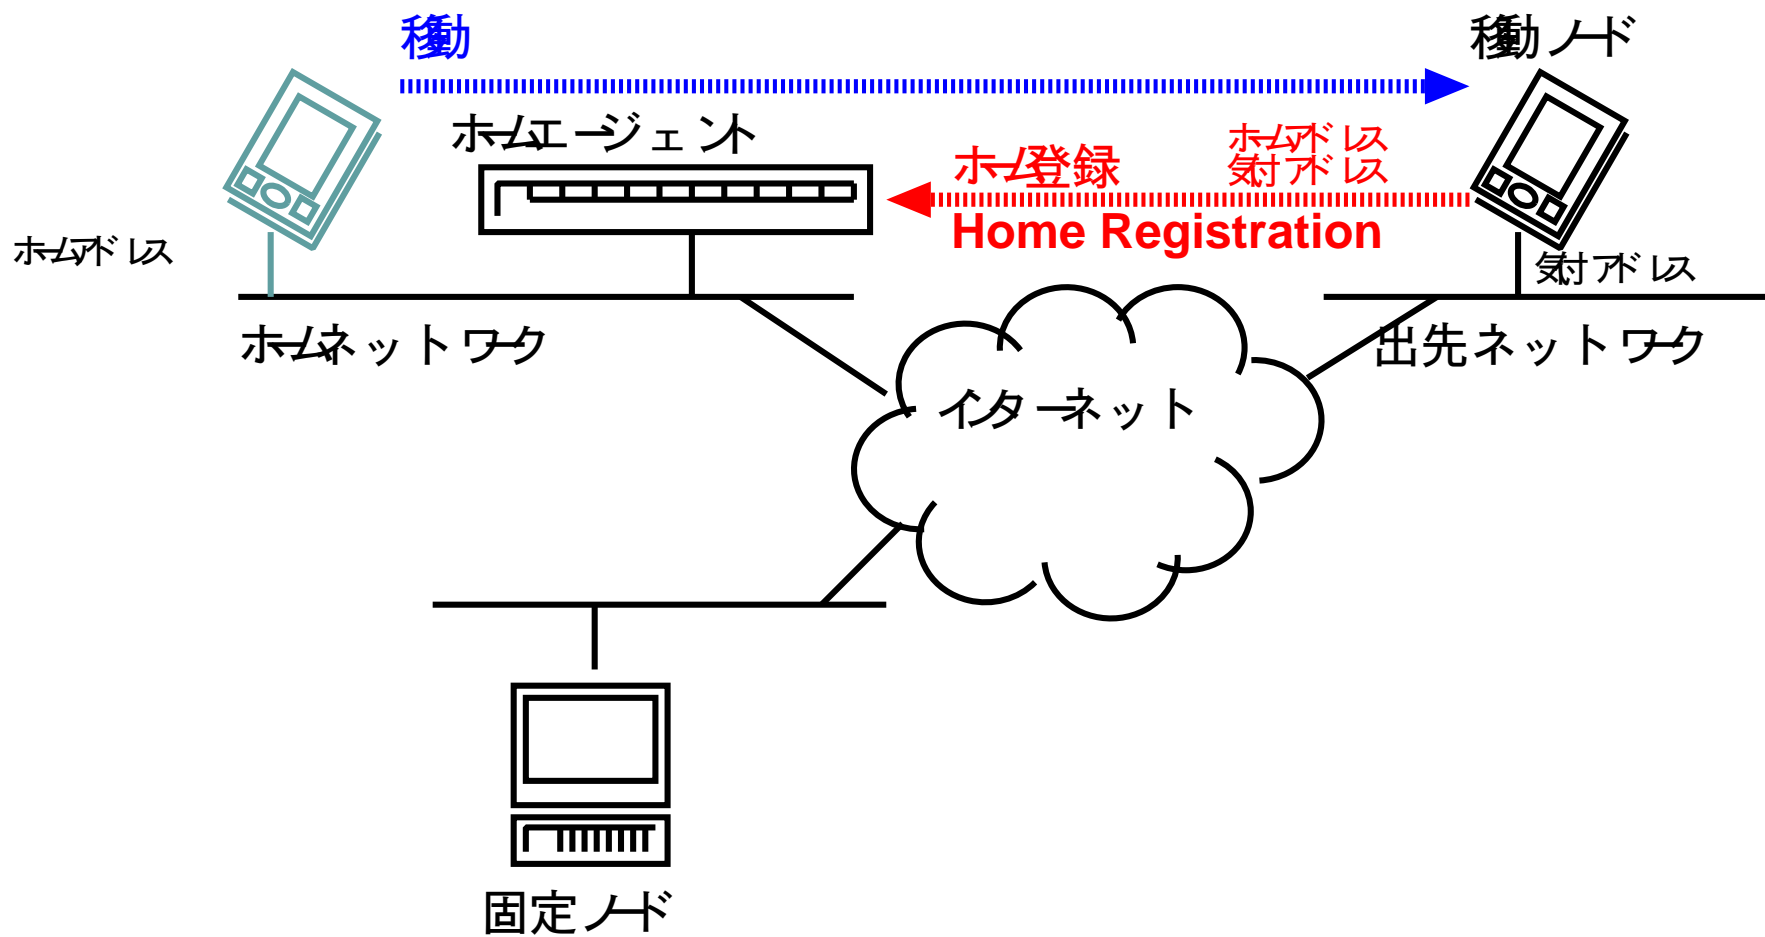 移動
移動ノード
ホームエージェント
ホームアドレス
気付アドレス
ホーム登録
Home Registration
ホームアドレス
気付アドレス
ホームネットワーク
出先ネットワーク
インターネット
固定ノード